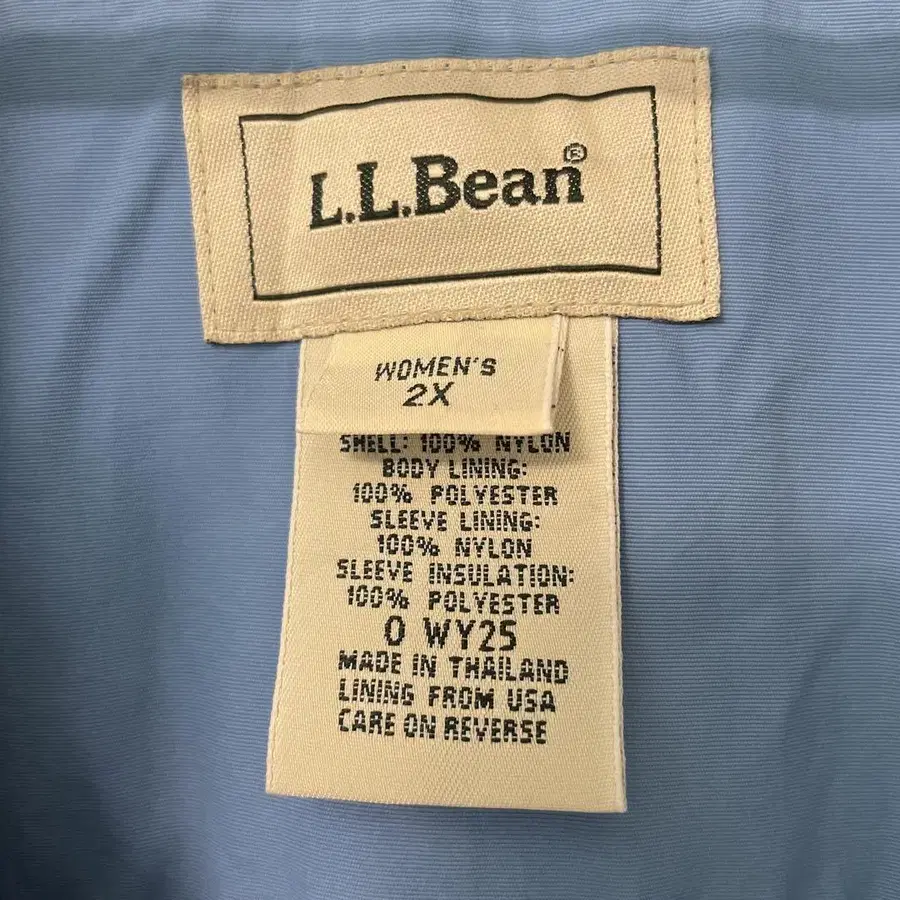 L.L.Bean®
WOMEN'S
2X
SHELL: 100% NYLON
BODY LINING:
100% POLYESTER
SLEEVE LINING:
100% NYLON
SLEEVE INSULATION:
100% POLYESTER
0 WY25
MADE IN THAILAND
LINING FROM USA
CARE ON REVERSE